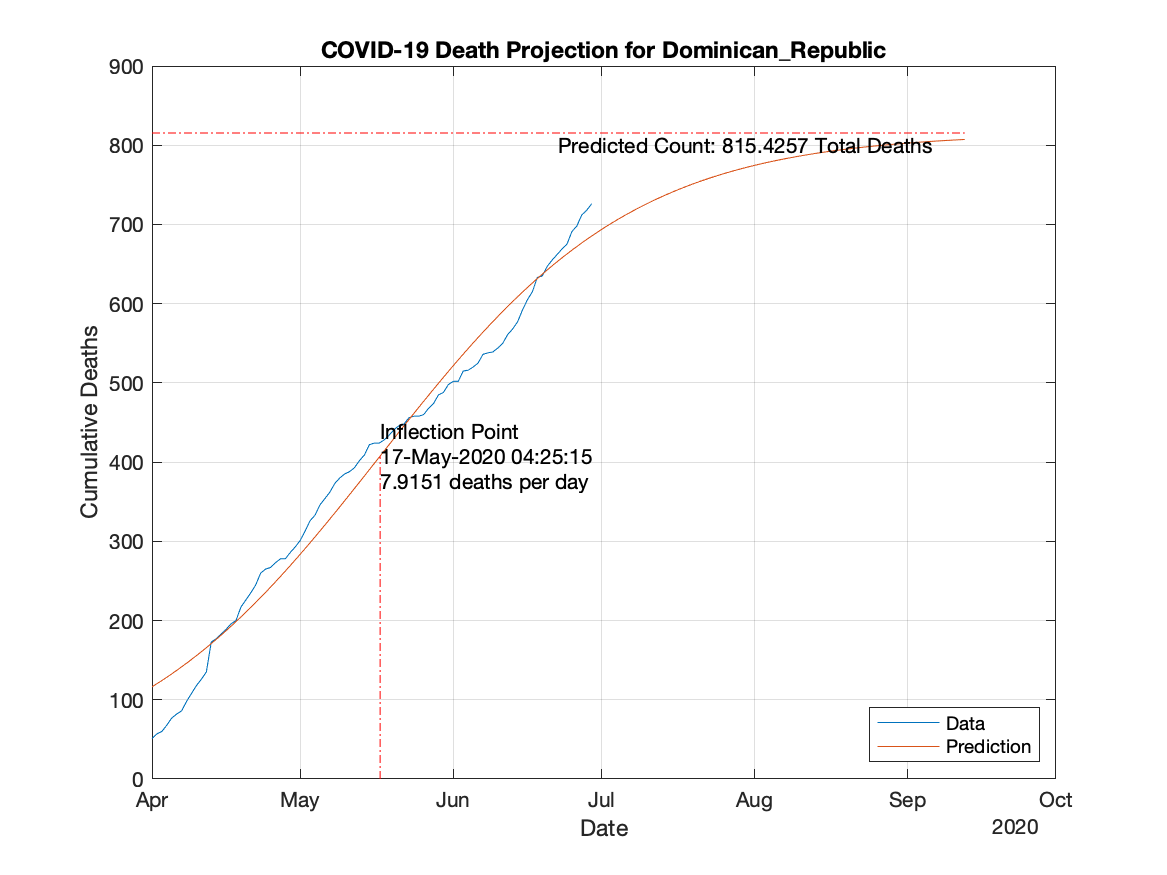 COVID-19 Death Projection for Dominican_Republic
900
800
700
600
500
400
300
200
100
0
Cumulative Deaths
Predicted Count: 815.4257 Total Deaths
Inflection Point
17-May-2020 04:25:15
7.9151 deaths per day
Data
Prediction
Apr May Jun Jul Aug Sep Oct
Date
2020